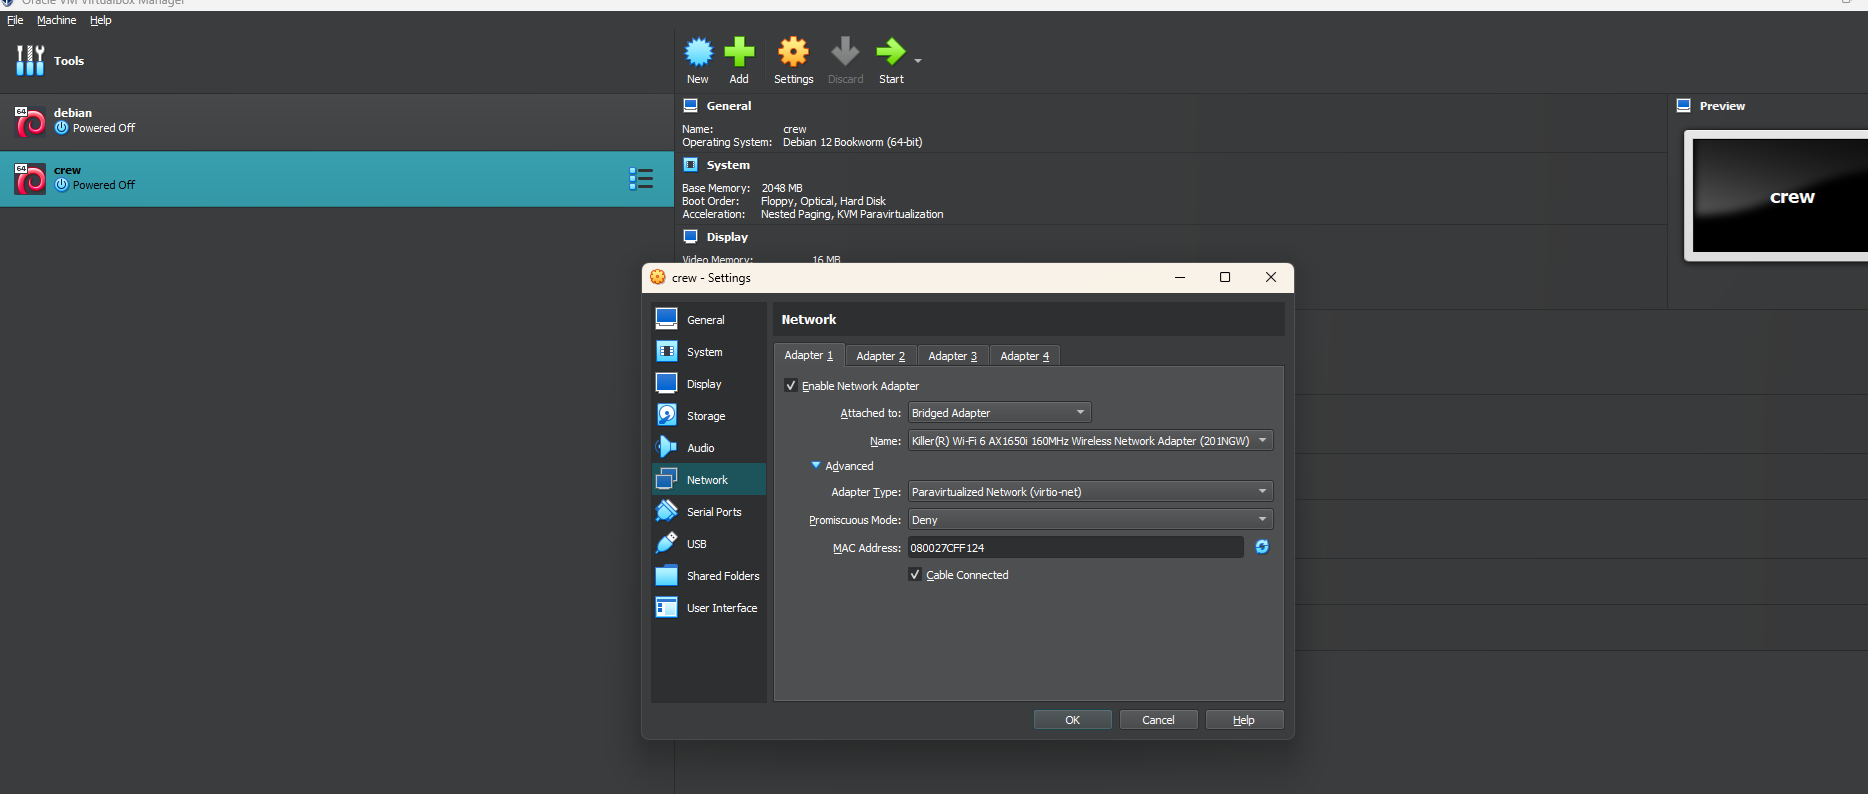 Oracle VM VirtualBox Manager
File Machine Help
Tools
New Add Settings Discard Start
64 debian
Powered Off
64 crew
Powered Off
General
Name: crew
Operating System: Debian 12 Bookworm (64-bit)
System
Base Memory: 2048 MB
Boot Order: Floppy, Optical, Hard Disk
Acceleration: Nested Paging, KVM Paravirtualization
Display
Video Memory: 16 MB
Preview
crew
crew - Settings
General
System
Display
Storage
Audio
Network
Serial Ports
USB
Shared Folders
User Interface
Network
Adapter 1 Adapter 2 Adapter 3 Adapter 4
Enable Network Adapter
Attached to: Bridged Adapter
Name: Killer(R) Wi-Fi 6 AX1650i 160MHz Wireless Network Adapter (201NGW)
Advanced
Adapter Type: Paravirtualized Network (virtio-net)
Promiscuous Mode: Deny
MAC Address: 080027CFF124
Cable Connected
OK Cancel Help